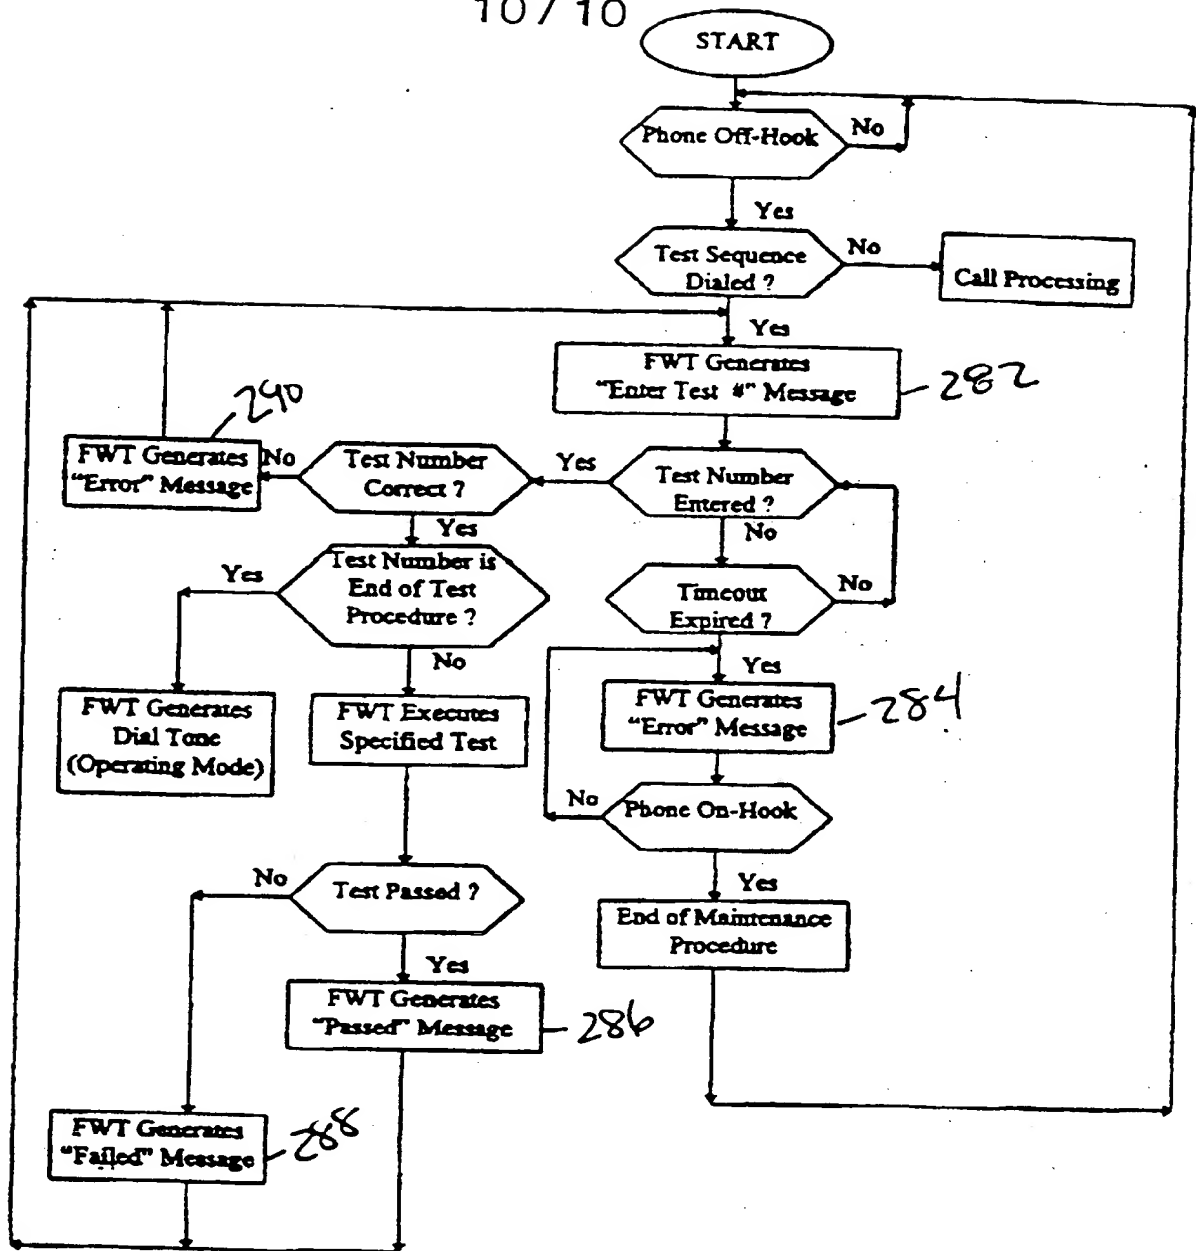 10 / 10
START
Phone Off-Hook
No
Yes
Test Sequence
Dialed ?
No
Call Processing
Yes
FWT Generates
"Enter Test #" Message
282
290
FWT Generates
"Error" Message
No
Test Number
Correct ?
Yes
Test Number
Entered ?
Yes
No
Test Number is
End of Test
Procedure ?
Yes
Timeout
Expired ?
No
No
Yes
FWT Generates
Dial Tone
(Operating Mode)
FWT Executes
Specified Test
FWT Generates
"Error" Message
284
No
Phone On-Hook
Yes
No
Test Passed ?
End of Maintenance
Procedure
Yes
FWT Generates
"Passed" Message
286
FWT Generates
"Failed" Message
288